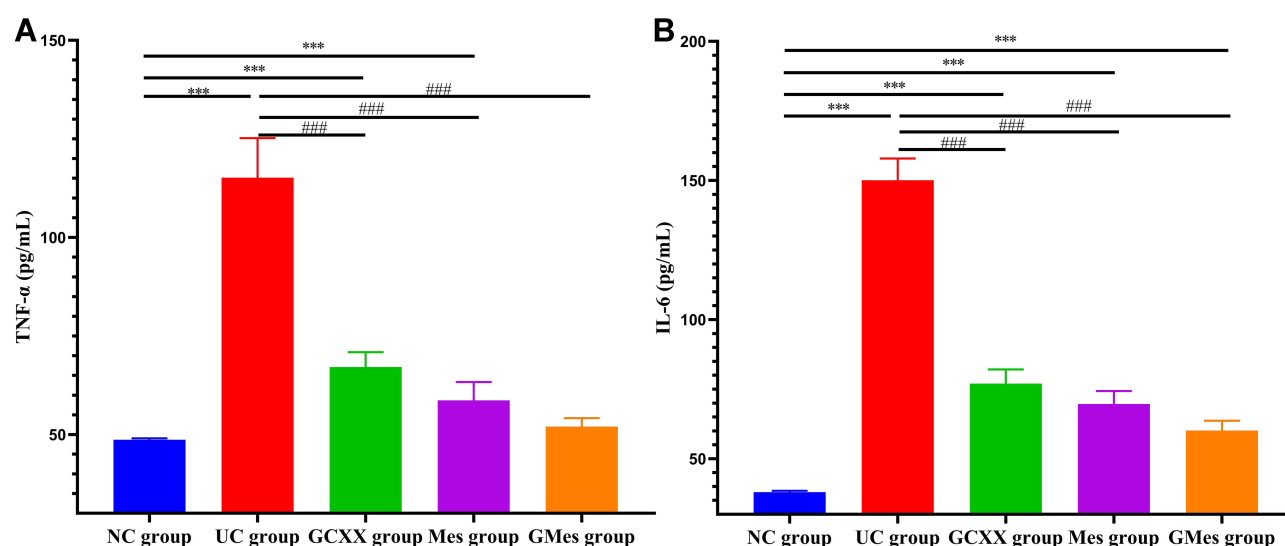 A
TNF-α (pg/mL)
150
100
50
***
***
***
###
###
###
NC group
UC group
GCXX group
Mes group
GMes group
B
IL-6 (pg/mL)
200
150
100
50
***
***
***
***
###
###
###
NC group
UC group
GCXX group
Mes group
GMes group